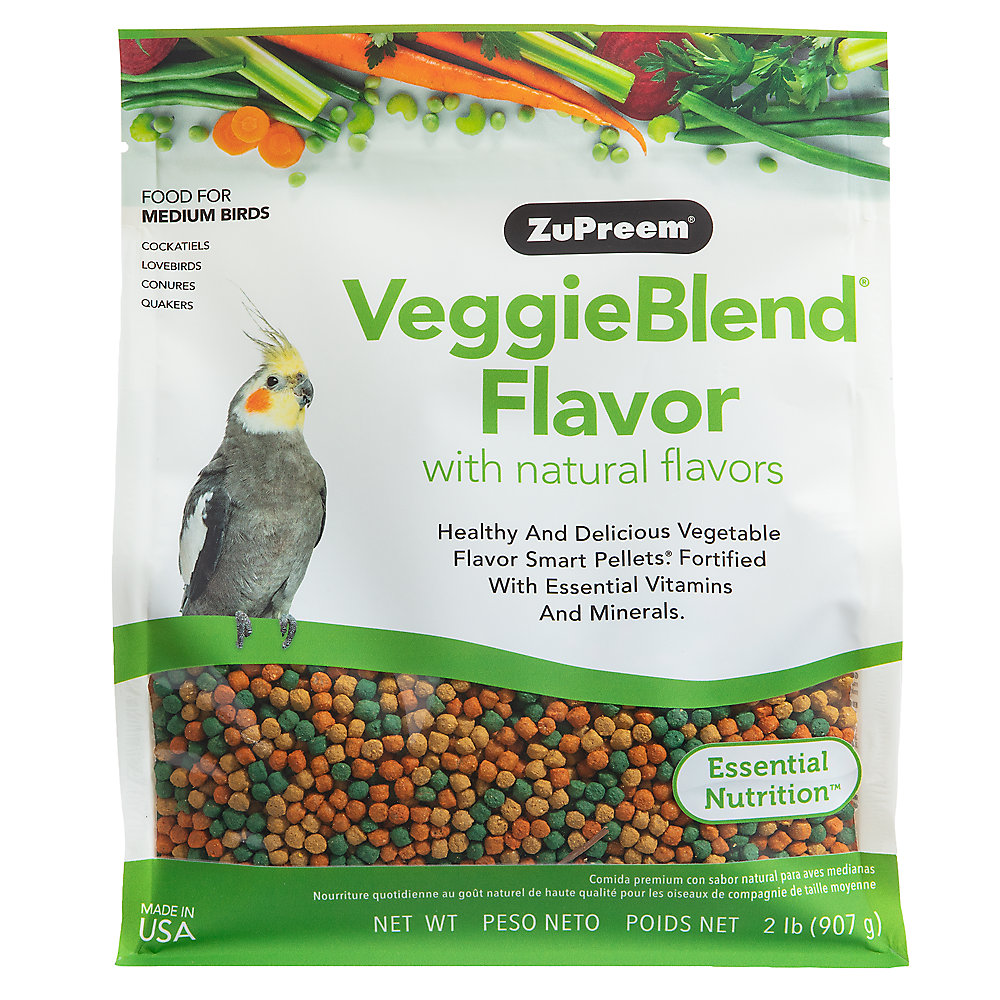 FOOD FOR
MEDIUM BIRDS
COCKATIELS
LOVEBIRDS
CONURES
QUAKERS
ZuPreem®
VeggieBlend®
Flavor
with natural flavors
Healthy And Delicious Vegetable
Flavor Smart Pellets®. Fortified
With Essential Vitamins
And Minerals.
Essential
Nutrition™
Comida premium con sabor natural para aves medianas
Nourriture quotidienne au goût naturel de haute qualité pour les oiseaux de compagnie de taille moyenne
MADE IN
USA
NET WT PESO NETO POIDS NET 2 lb (907 g)